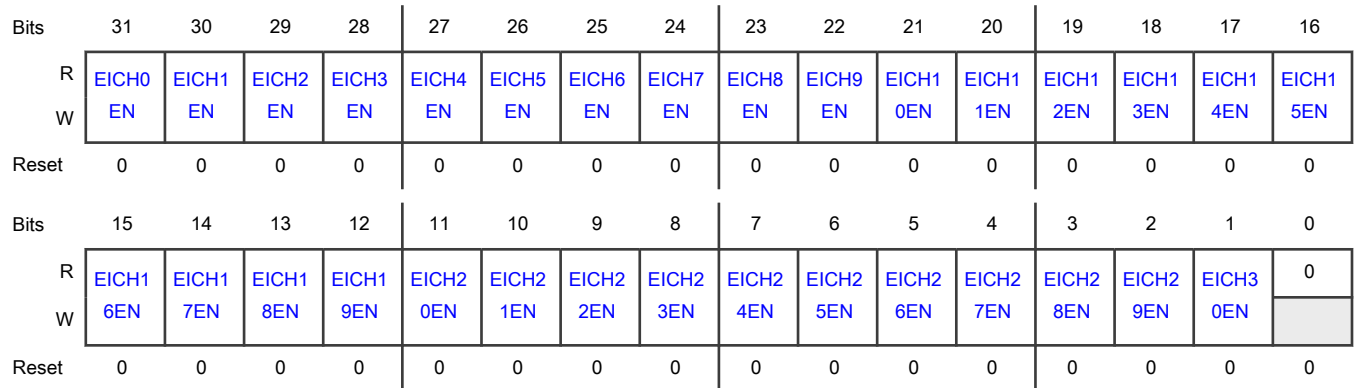 Bits 31 30 29 28 27 26 25 24 23 22 21 20 19 18 17 16
R EICH0 EICH1 EICH2 EICH3 EICH4 EICH5 EICH6 EICH7 EICH8 EICH9 EICH1 EICH1 EICH1 EICH1 EICH1 EICH1
W EN EN EN EN EN EN EN EN EN EN 0EN 1EN 2EN 3EN 4EN 5EN
Reset 0 0 0 0 0 0 0 0 0 0 0 0 0 0 0 0
Bits 15 14 13 12 11 10 9 8 7 6 5 4 3 2 1 0
R EICH1 EICH1 EICH1 EICH1 EICH2 EICH2 EICH2 EICH2 EICH2 EICH2 EICH2 EICH2 EICH2 EICH2 EICH3 0
W 6EN 7EN 8EN 9EN 0EN 1EN 2EN 3EN 4EN 5EN 6EN 7EN 8EN 9EN 0EN
Reset 0 0 0 0 0 0 0 0 0 0 0 0 0 0 0 0